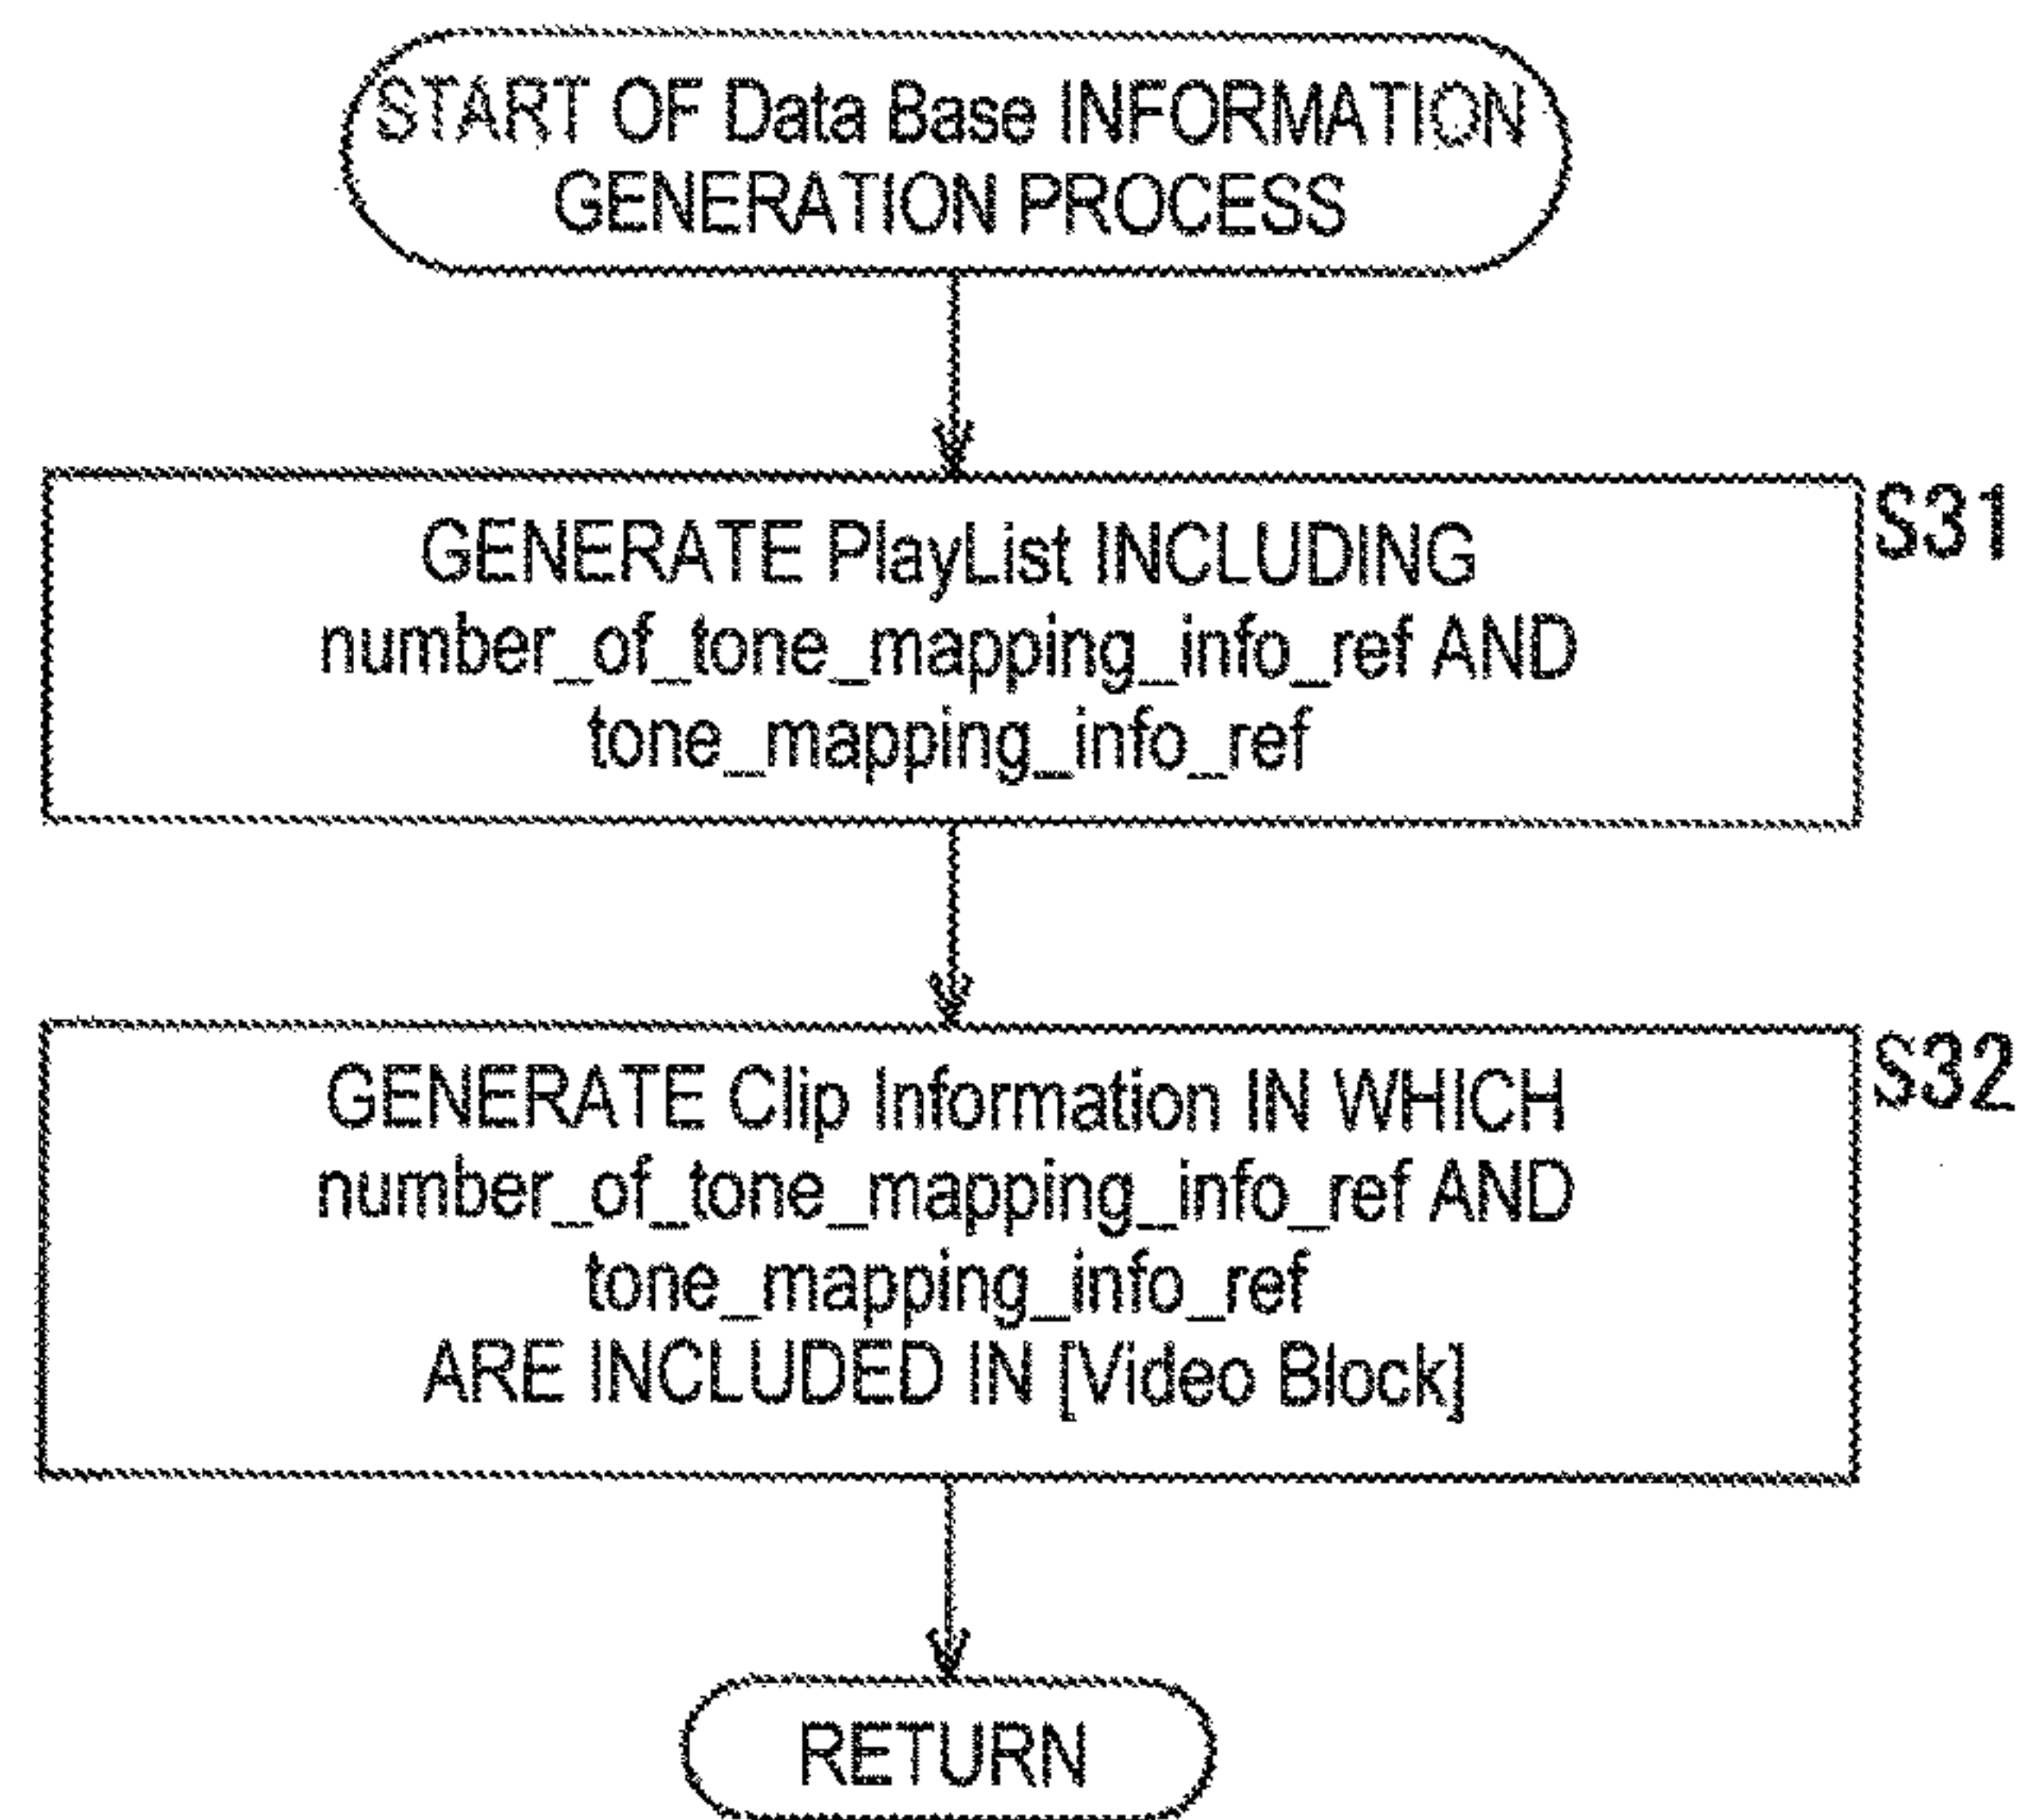 START OF Data Base INFORMATION
GENERATION PROCESS
S31
GENERATE PlayList INCLUDING
number_of_tone_mapping_info_ref AND
tone_mapping_info_ref
S32
GENERATE Clip Information IN WHICH
number_of_tone_mapping_info_ref AND
tone_mapping_info_ref
ARE INCLUDED IN [Video Block]
RETURN